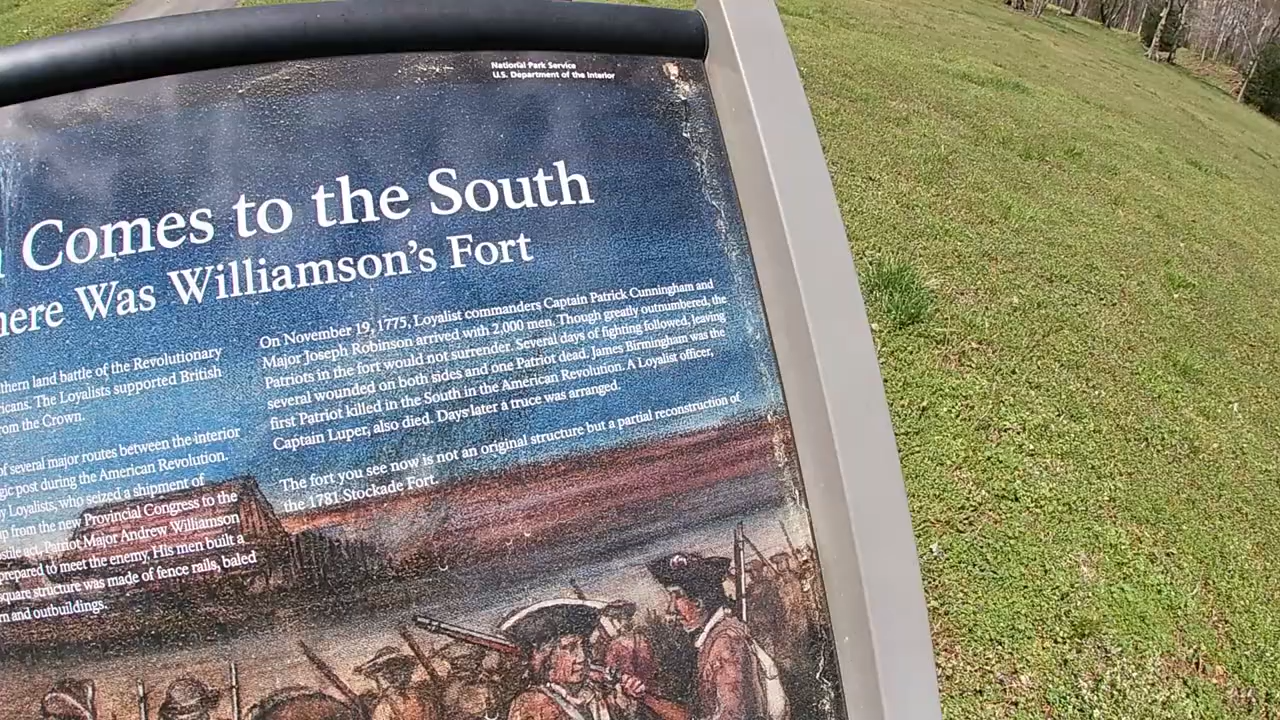 National Park Service
U.S. Department of the Interior
Comes to the South
ere Was Williamson's Fort
thern land battle of the Revolutionary
icans. The Loyalists supported British
rom the Crown.
of several major routes between the interior
gic post during the American Revolution.
y Loyalists, who seized a shipment of
p from the new Provincial Congress to the
stile act, Patriot Major Andrew Williamson
prepared to meet the enemy. His men built a
square structure was made of fence rails, baled
rn and outbuildings.
On November 19, 1775, Loyalist commanders Captain Patrick Cunningham and
Major Joseph Robinson arrived with 2,000 men. Though greatly outnumbered, the
Patriots in the fort would not surrender. Several days of fighting followed, leaving
several wounded on both sides and one Patriot dead. James Birmingham was the
first Patriot killed in the South in the American Revolution. A Loyalist officer,
Captain Luper, also died. Days later a truce was arranged.
The fort you see now is not an original structure but a partial reconstruction of
the 1781 Stockade Fort.